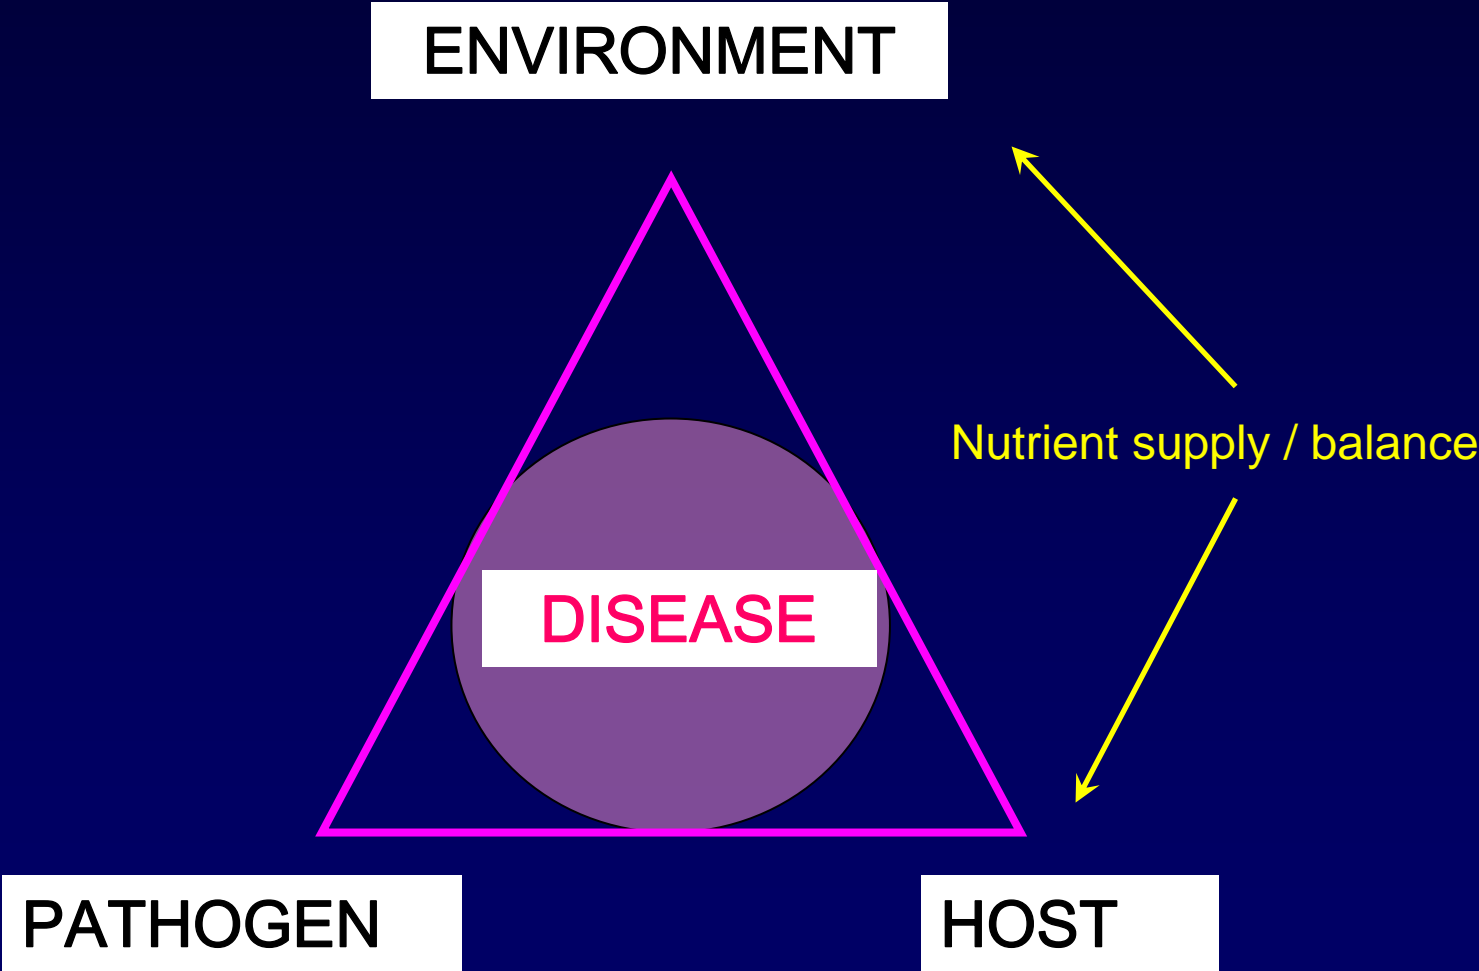 ENVIRONMENT
Nutrient supply / balance
DISEASE
PATHOGEN
HOST